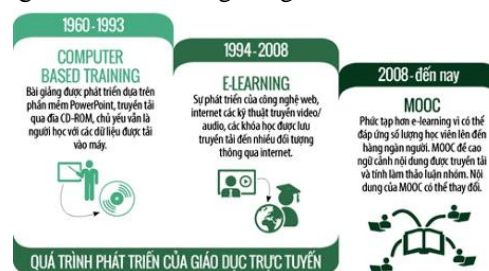 1960-1993
COMPUTER
BASED TRAINING
Bài giảng được phát triển dựa trên
phần mềm PowerPoint, truyền tải
qua đĩa CD-ROM, chủ yếu vẫn là
người học với các dữ liệu được tải
vào máy.
1994-2008
E-LEARNING
Sự phát triển của công nghệ web,
internet các kỹ thuật truyền video/
audio, các khóa học được lưu
truyền tải đến nhiều đối tượng
thông qua internet.
2008-đến nay
MOOC
Phức tạp hơn e-learning vì có thể
đáp ứng số lượng học viên lên đến
hàng ngàn người. MOOC đề cao
ngữ cảnh nội dung được truyền tải
và tính làm thảo luận nhóm. Nội
dung của MOOC có thể thay đổi.
QUÁ TRÌNH PHÁT TRIỂN CỦA GIÁO DỤC TRỰC TUYẾN